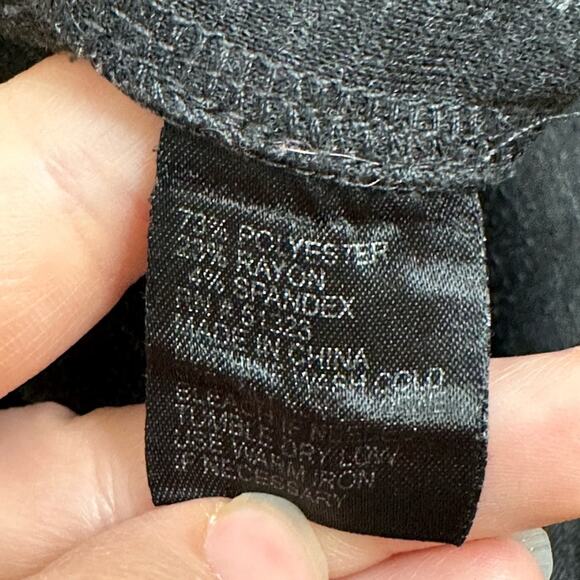 73% POLYESTER
23% RAYON
4% SPANDEX
RN #
MADE IN CHINA
WASH COLD
BLEACH IF
TUMBLE DRY LOW
USE WARM IRON
IF NECESSARY